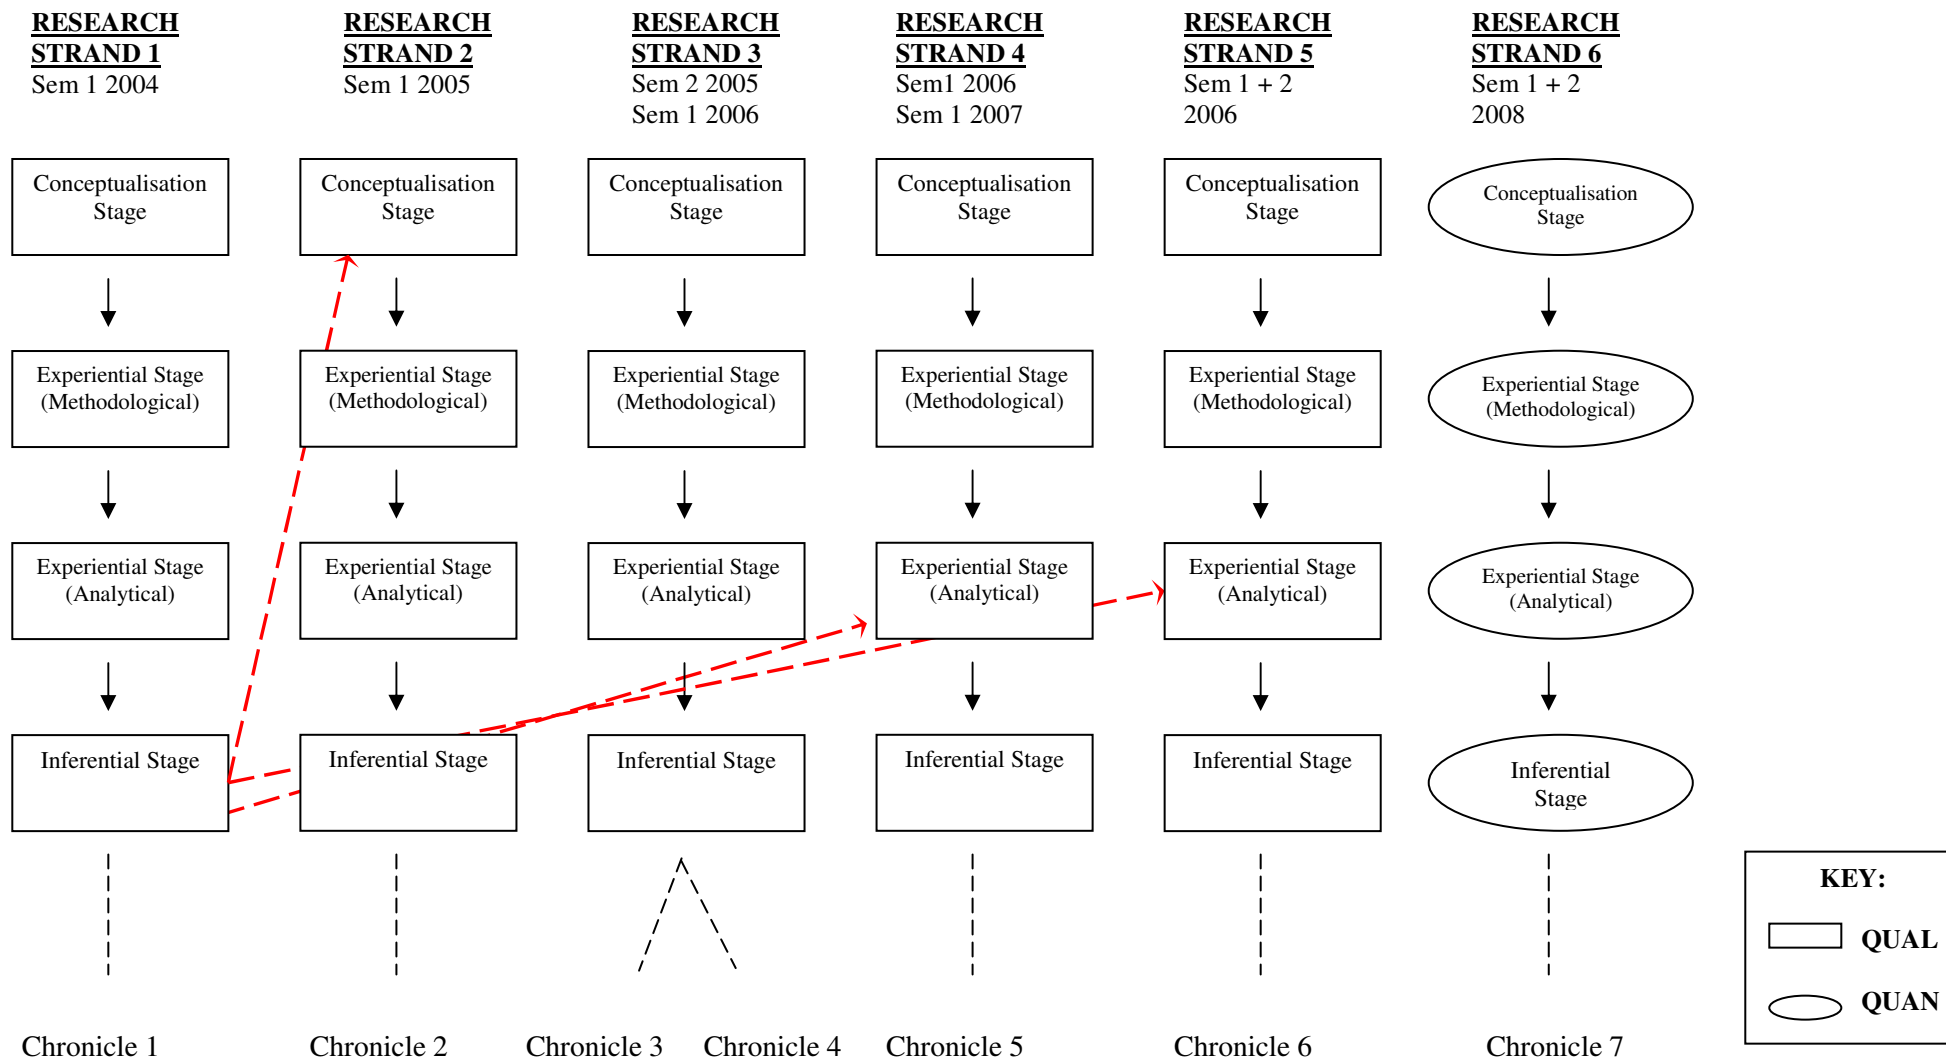 RESEARCH
STRAND 1
Sem 1 2004
RESEARCH
STRAND 2
Sem 1 2005
RESEARCH
STRAND 3
Sem 2 2005
Sem 1 2006
RESEARCH
STRAND 4
Sem1 2006
Sem 1 2007
RESEARCH
STRAND 5
Sem 1 + 2
2006
RESEARCH
STRAND 6
Sem 1 + 2
2008
Conceptualisation
Stage
Conceptualisation
Stage
Conceptualisation
Stage
Conceptualisation
Stage
Conceptualisation
Stage
Conceptualisation
Stage
Experiential Stage
(Methodological)
Experiential Stage
(Methodological)
Experiential Stage
(Methodological)
Experiential Stage
(Methodological)
Experiential Stage
(Methodological)
Experiential Stage
(Methodological)
Experiential Stage
(Analytical)
Experiential Stage
(Analytical)
Experiential Stage
(Analytical)
Experiential Stage
(Analytical)
Experiential Stage
(Analytical)
Experiential Stage
(Analytical)
Inferential Stage
Inferential Stage
Inferential Stage
Inferential Stage
Inferential Stage
Inferential
Stage
KEY:
QUAL
QUAN
Chronicle 1
Chronicle 2
Chronicle 3
Chronicle 4
Chronicle 5
Chronicle 6
Chronicle 7